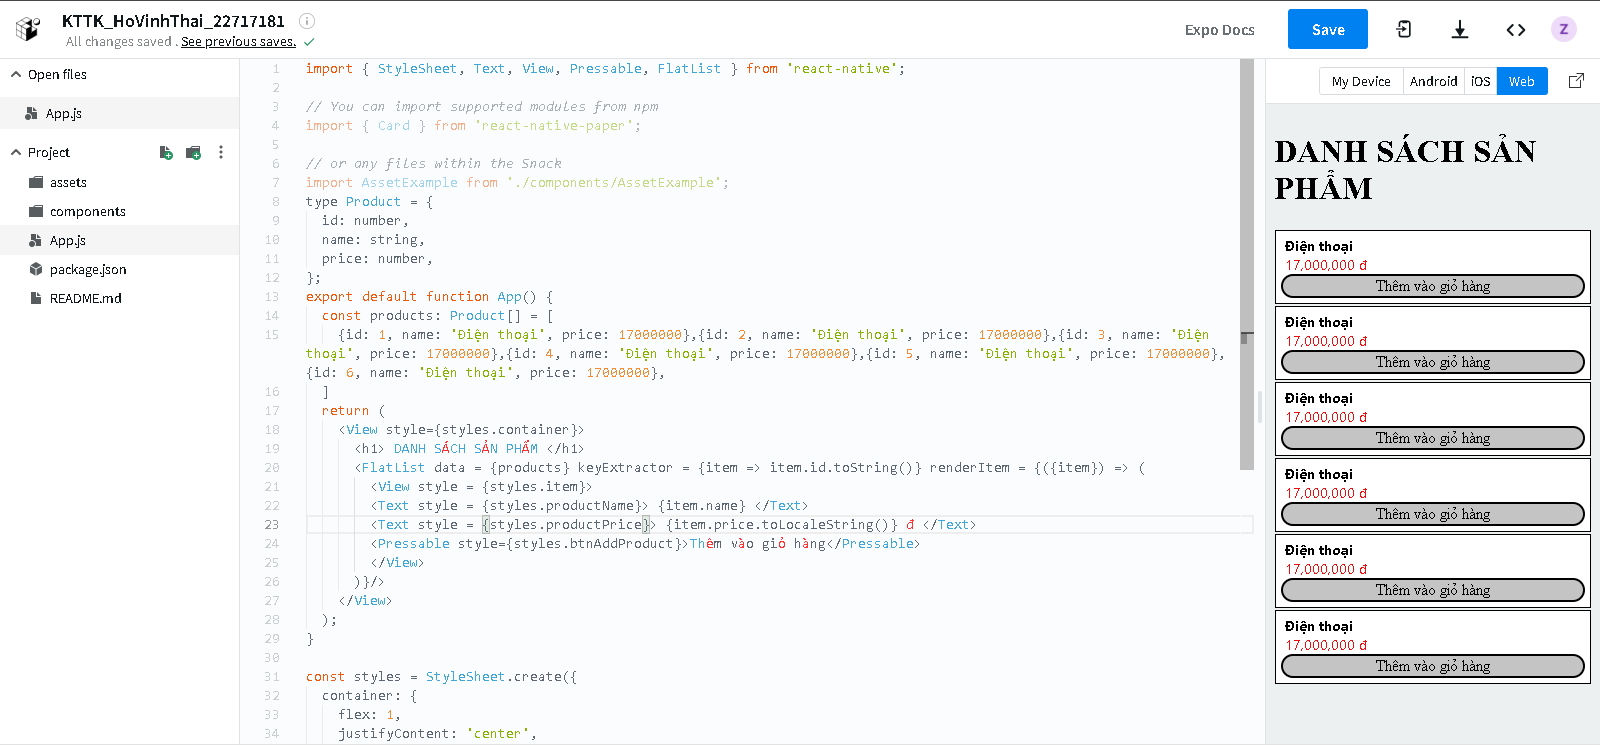 KTTK_HoVinhThai_22717181
All changes saved . See previous saves.
Expo Docs
Save
Z
Open files
App.js
Project
assets
components
App.js
package.json
README.md
1 import { StyleSheet, Text, View, Pressable, FlatList } from 'react-native';
2
3 // You can import supported modules from npm
4 import { Card } from 'react-native-paper';
5
6 // or any files within the Snack
7 import AssetExample from './components/AssetExample';
8 type Product = {
9 id: number,
10 name: string,
11 price: number,
12 };
13 export default function App() {
14 const products: Product[] = [
15 {id: 1, name: 'Điện thoại', price: 17000000},{id: 2, name: 'Điện thoại', price: 17000000},{id: 3, name: 'Điện
thoại', price: 17000000},{id: 4, name: 'Điện thoại', price: 17000000},{id: 5, name: 'Điện thoại', price: 17000000},
{id: 6, name: 'Điện thoại', price: 17000000},
16 ]
17 return (
18 <View style={styles.container}>
19 <h1> DANH SÁCH SẢN PHẨM </h1>
20 <FlatList data = {products} keyExtractor = {item => item.id.toString()} renderItem = {({item}) => (
21 <View style = {styles.item}>
22 <Text style = {styles.productName}> {item.name} </Text>
23 <Text style = {styles.productPrice}> {item.price.toLocaleString()} đ </Text>
24 <Pressable style={styles.btnAddProduct}>Thêm vào giỏ hàng</Pressable>
25 </View>
26 )}/>
27 </View>
28 );
29 }
30
31 const styles = StyleSheet.create({
32 container: {
33 flex: 1,
34 justifyContent: 'center',
My Device
Android
iOS
Web
DANH SÁCH SẢN
PHẨM
Điện thoại
17,000,000 đ
Thêm vào giỏ hàng
Điện thoại
17,000,000 đ
Thêm vào giỏ hàng
Điện thoại
17,000,000 đ
Thêm vào giỏ hàng
Điện thoại
17,000,000 đ
Thêm vào giỏ hàng
Điện thoại
17,000,000 đ
Thêm vào giỏ hàng
Điện thoại
17,000,000 đ
Thêm vào giỏ hàng